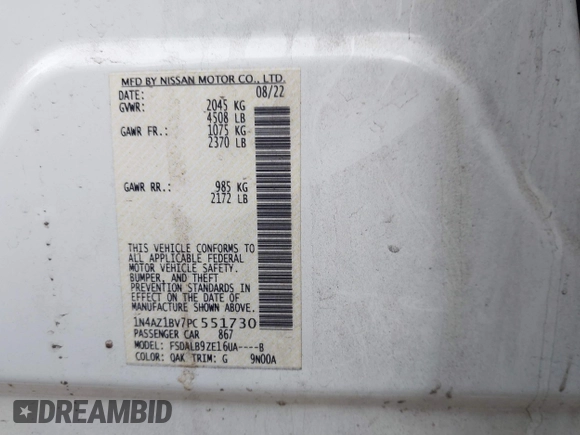 MFD BY NISSAN MOTOR CO., LTD.
DATE: 08/22
GVWR: 2045 KG
4508 LB
GAWR FR.: 1075 KG
2370 LB
GAWR RR.: 985 KG
2172 LB
THIS VEHICLE CONFORMS TO
ALL APPLICABLE FEDERAL
MOTOR VEHICLE SAFETY.
BUMPER, AND THEFT
PREVENTION STANDARDS IN
EFFECT ON THE DATE OF
MANUFACTURE SHOWN ABOVE.
1N4AZ1BV7PC551730
PASSENGER CAR 867
MODEL: FSDALB9ZE16UA----B
COLOR: QAK TRIM: G 9N00A
DREAMBID